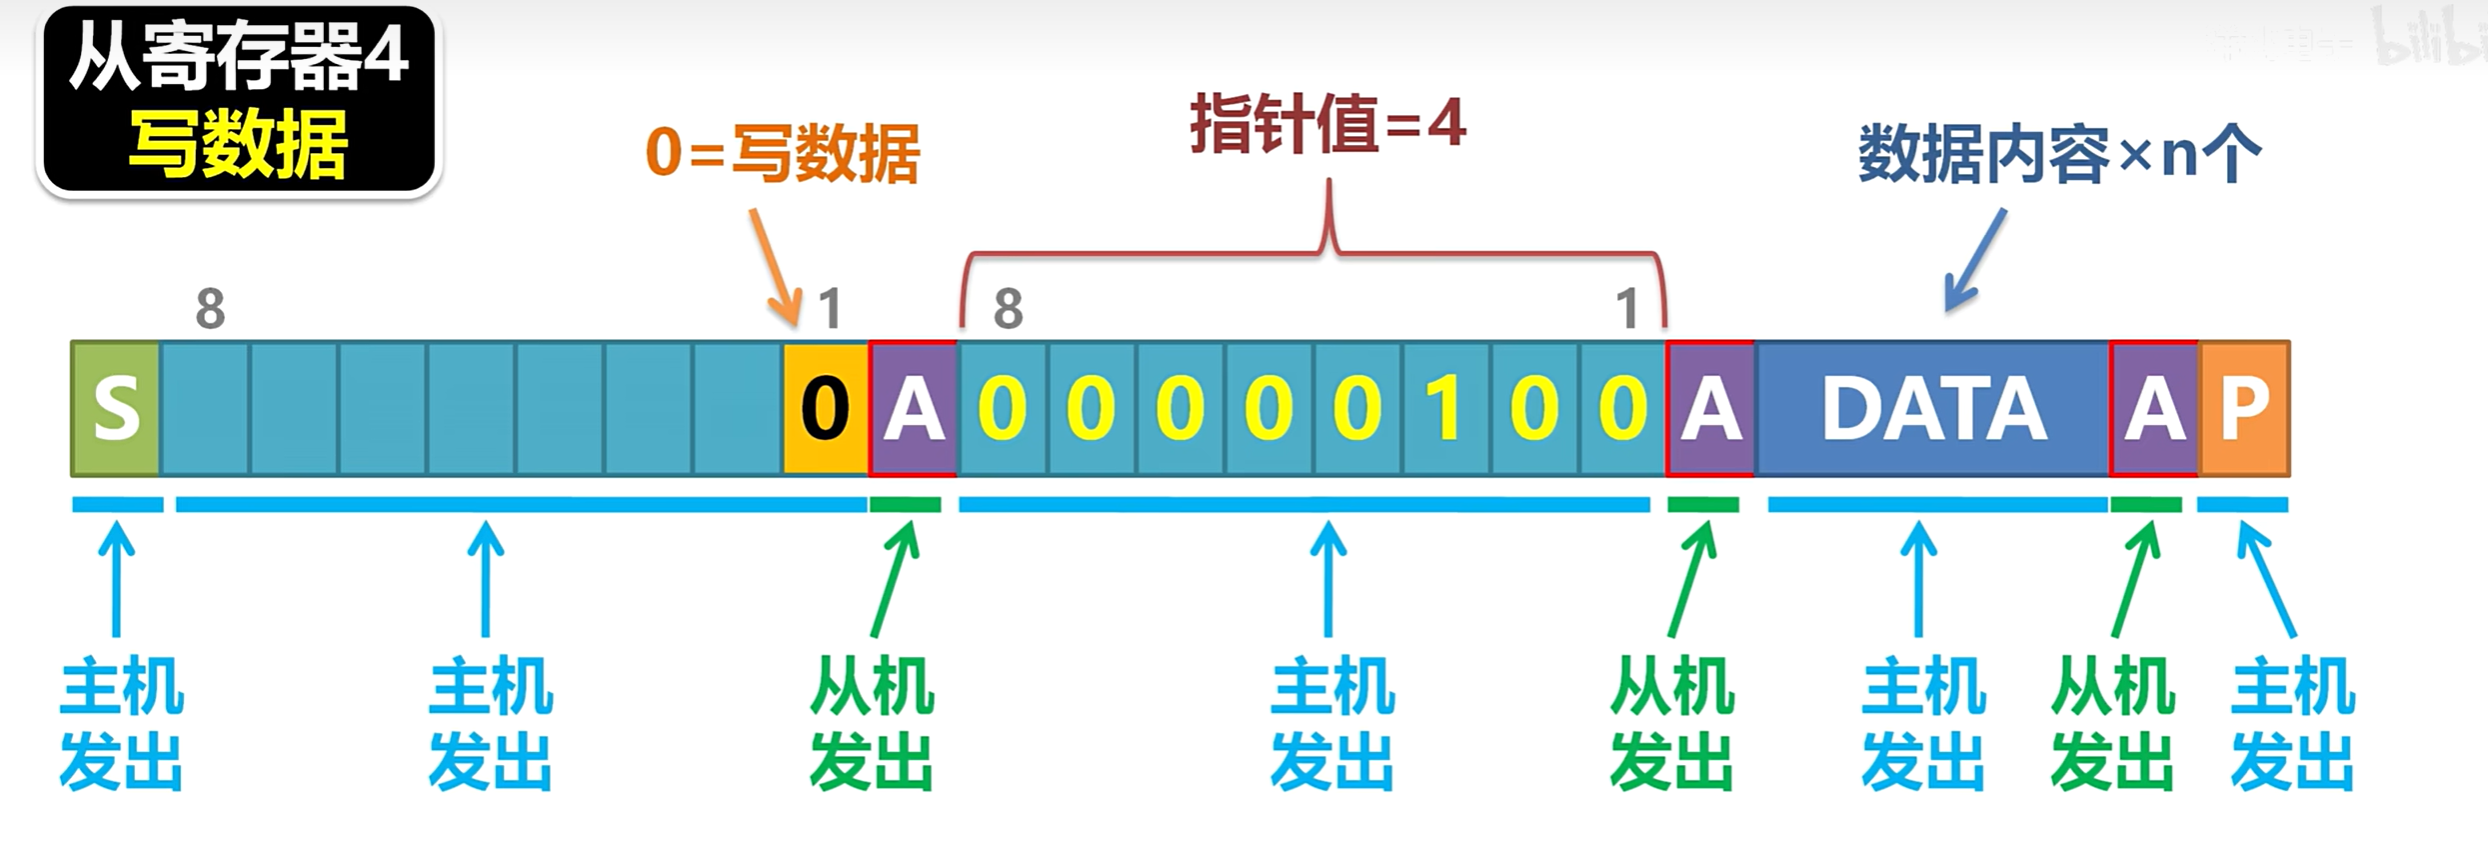 从寄存器4
写数据
0=写数据
指针值=4
数据内容×n个
8 1 8 1
S 0 A 0 0 0 0 0 1 0 0 A DATA A P
主机 主机 从机 主机 从机 主机 从机 主机
发出 发出 发出 发出 发出 发出 发出 发出